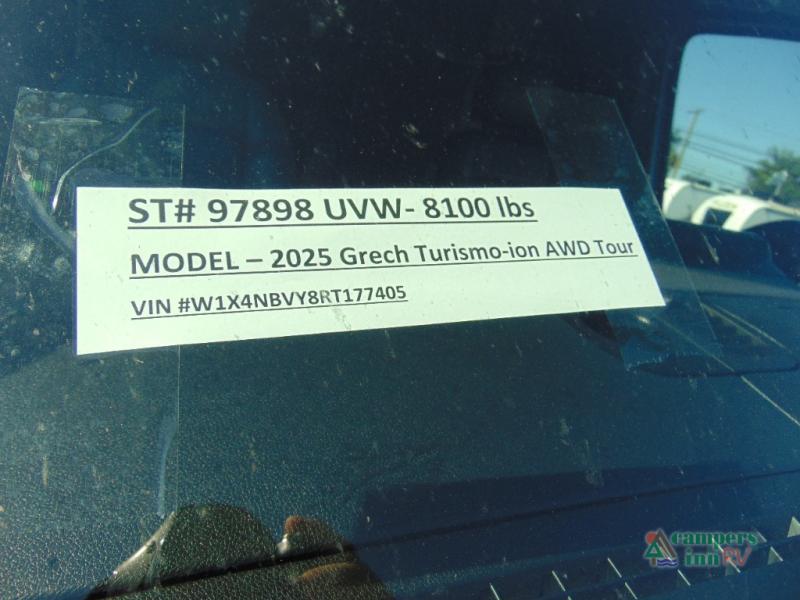 ST# 97898 UVW- 8100 lbs
MODEL – 2025 Grech Turismo-ion AWD Tour
VIN #W1X4NBVY8RT177405
campers
inn RV